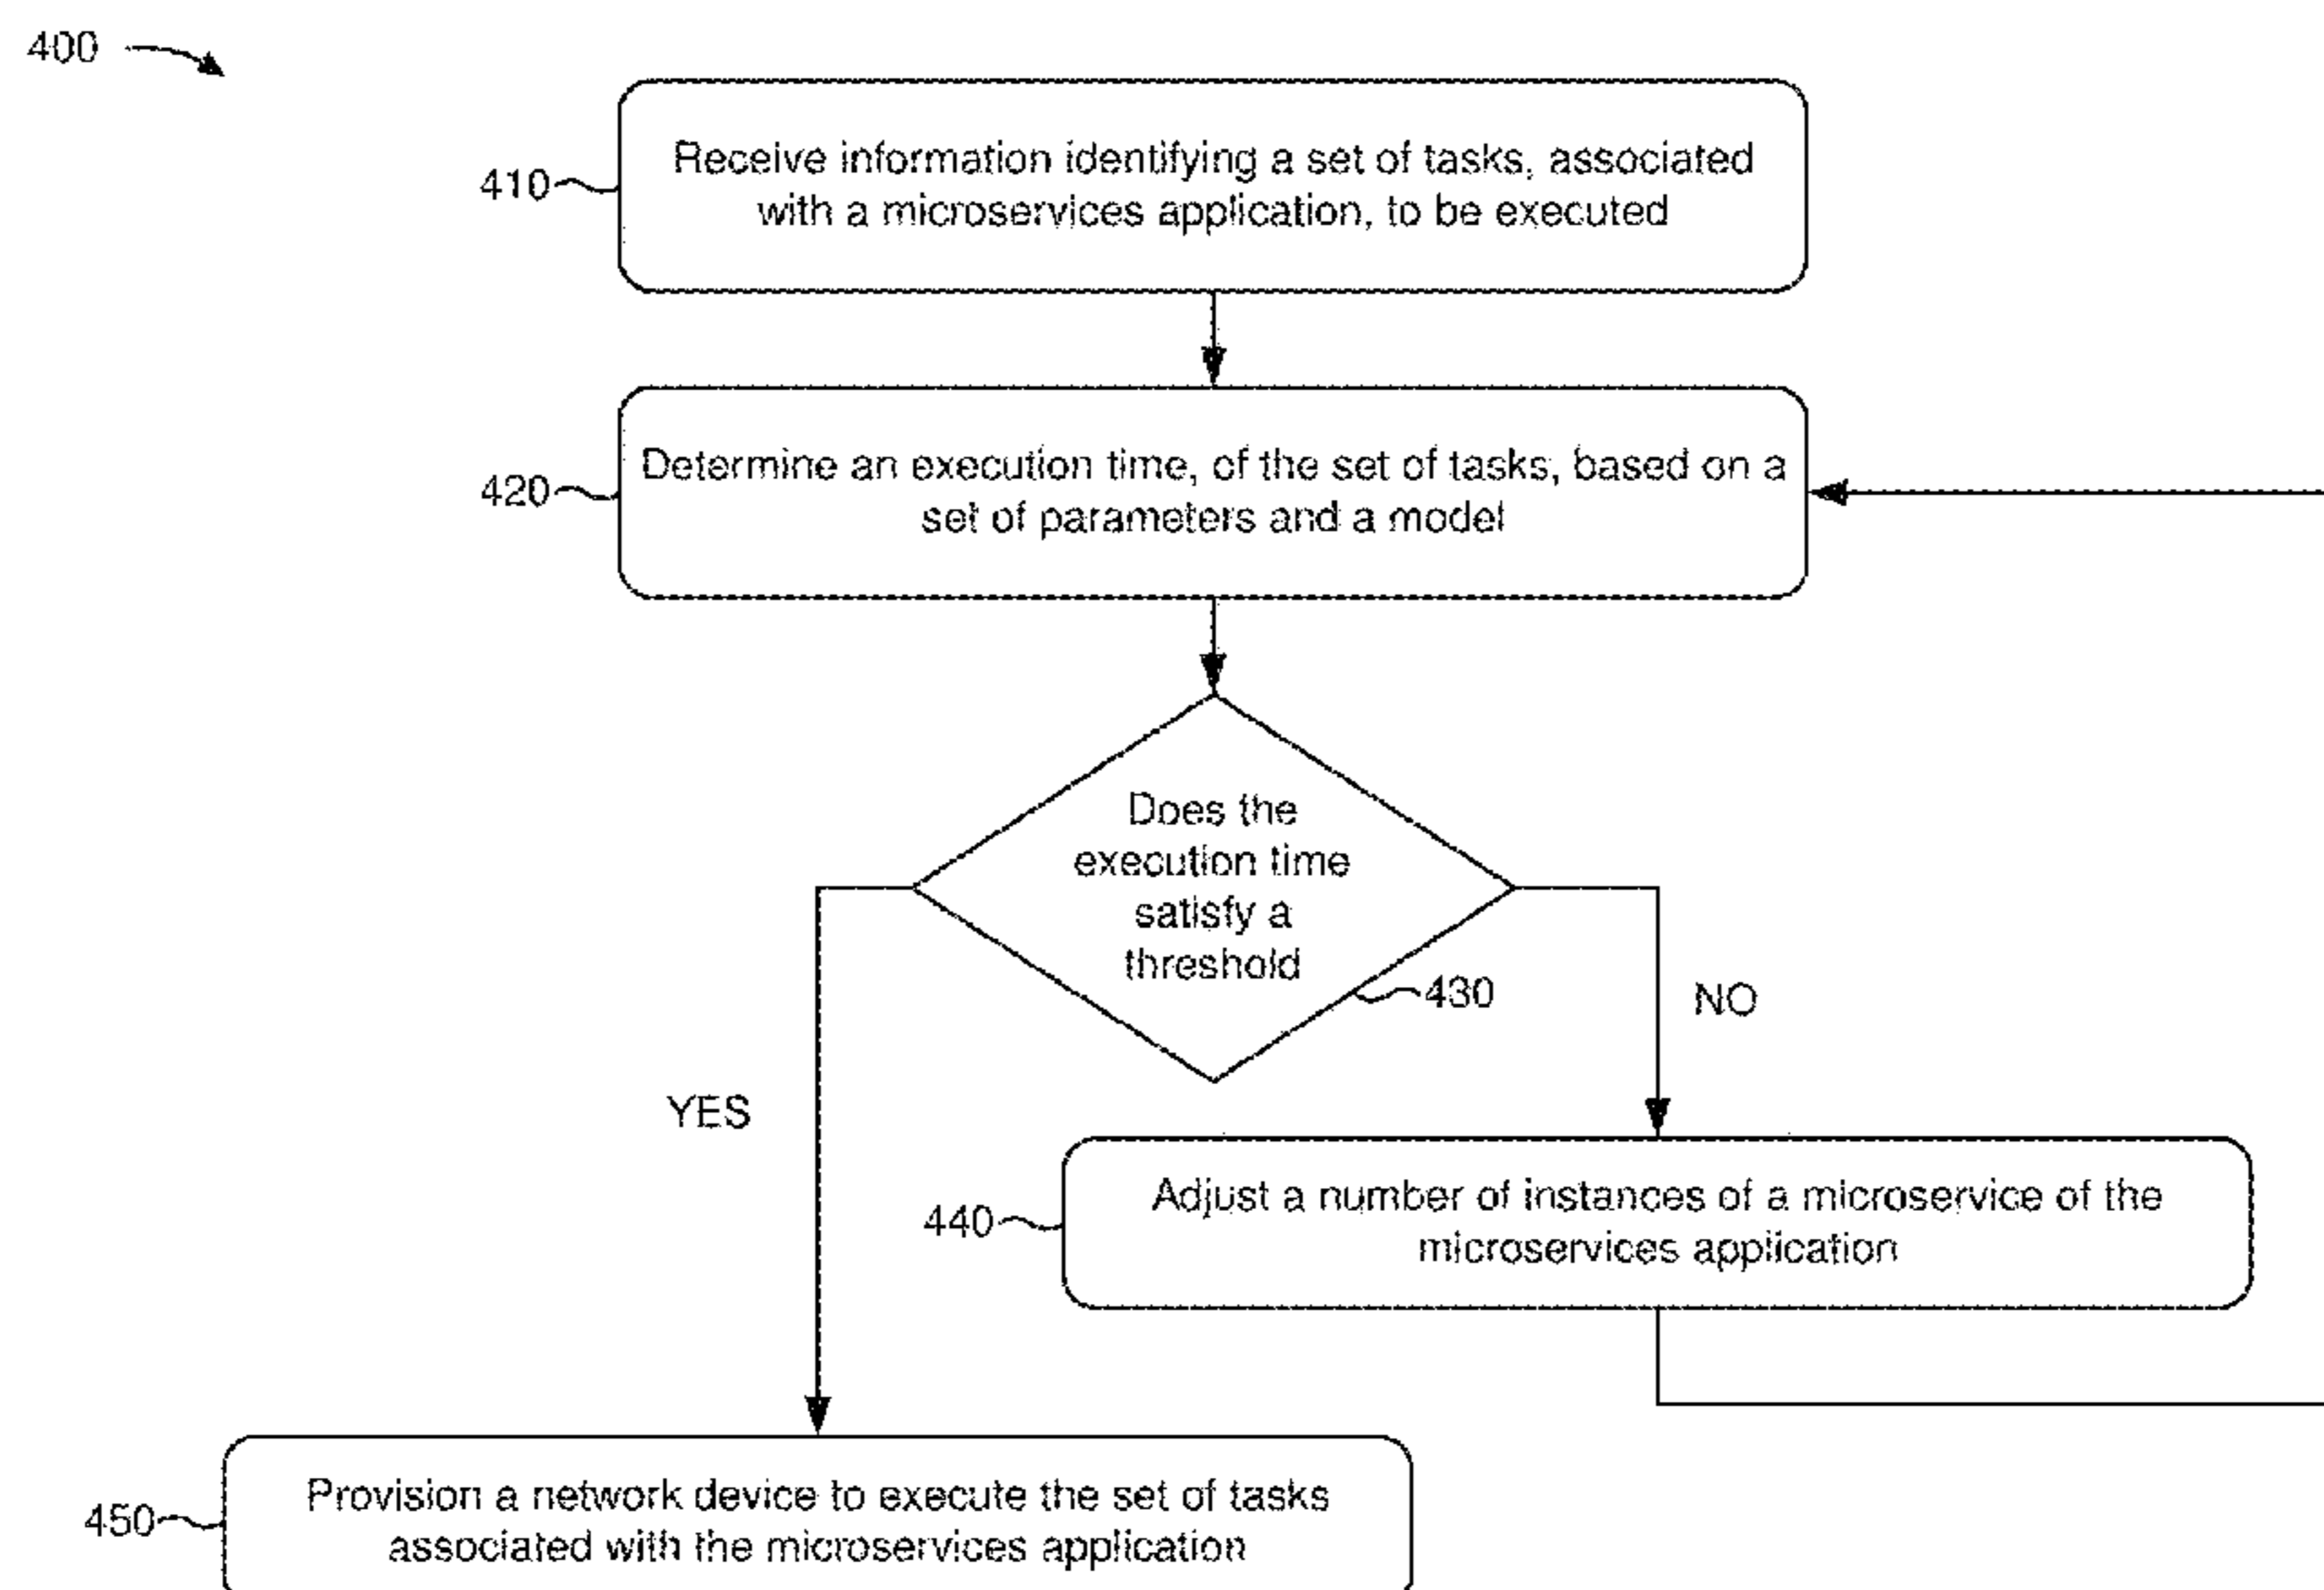 400
410
Receive information identifying a set of tasks, associated
with a microservices application, to be executed
420
Determine an execution time, of the set of tasks, based on a
set of parameters and a model
Does the
execution time
satisfy a
threshold
430
NO
YES
440
Adjust a number of instances of a microservice of the
microservices application
450
Provision a network device to execute the set of tasks
associated with the microservices application